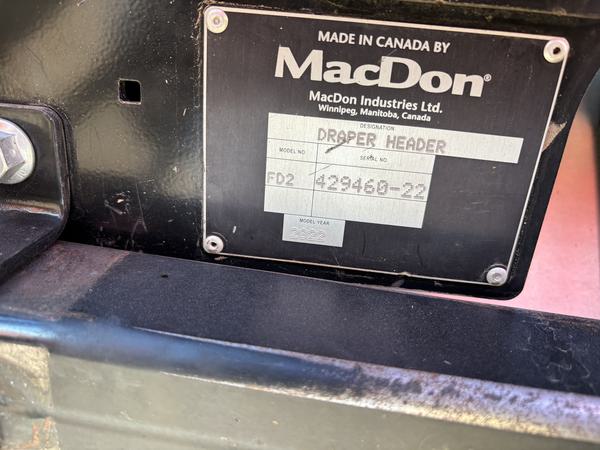 MADE IN CANADA BY
MacDon®
MacDon Industries Ltd.
Winnipeg, Manitoba, Canada
DESIGNATION
DRAPER HEADER
MODEL NO
SERIAL NO.
FD2
429460-22
MODEL YEAR
2022